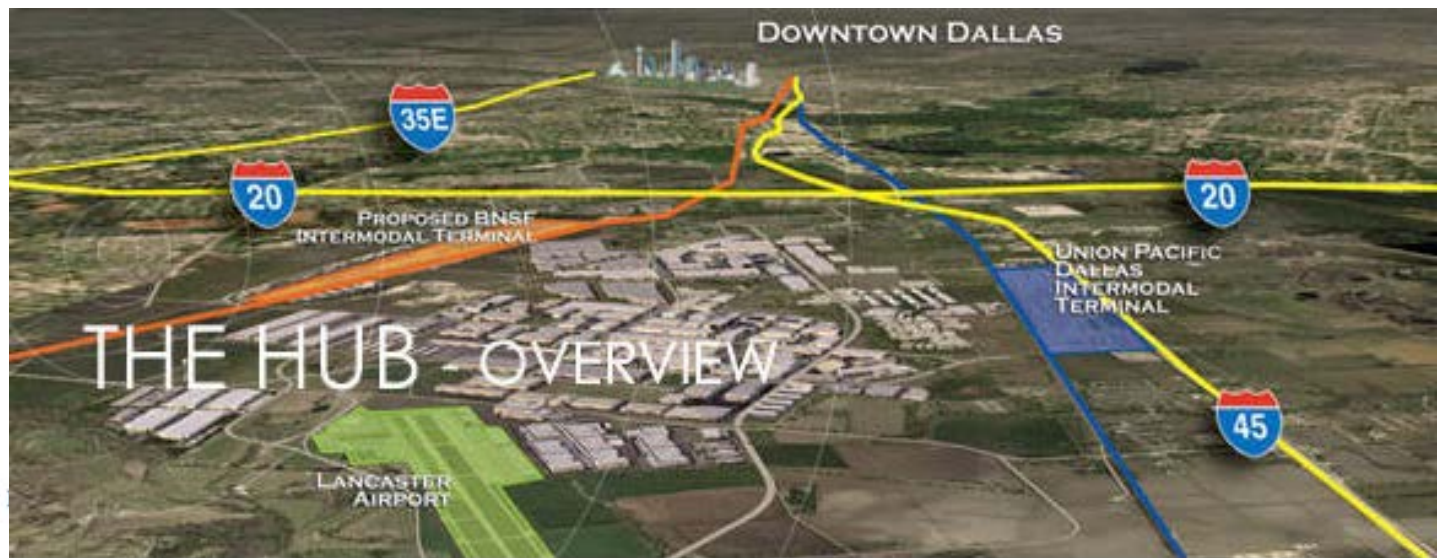 DOWNTOWN DALLAS
35E
20
20
PROPOSED BNSF
INTERMODAL TERMINAL
UNION PACIFIC
DALLAS
INTERMODAL
TERMINAL
THE HUB - OVERVIEW
45
LANCASTER
AIRPORT